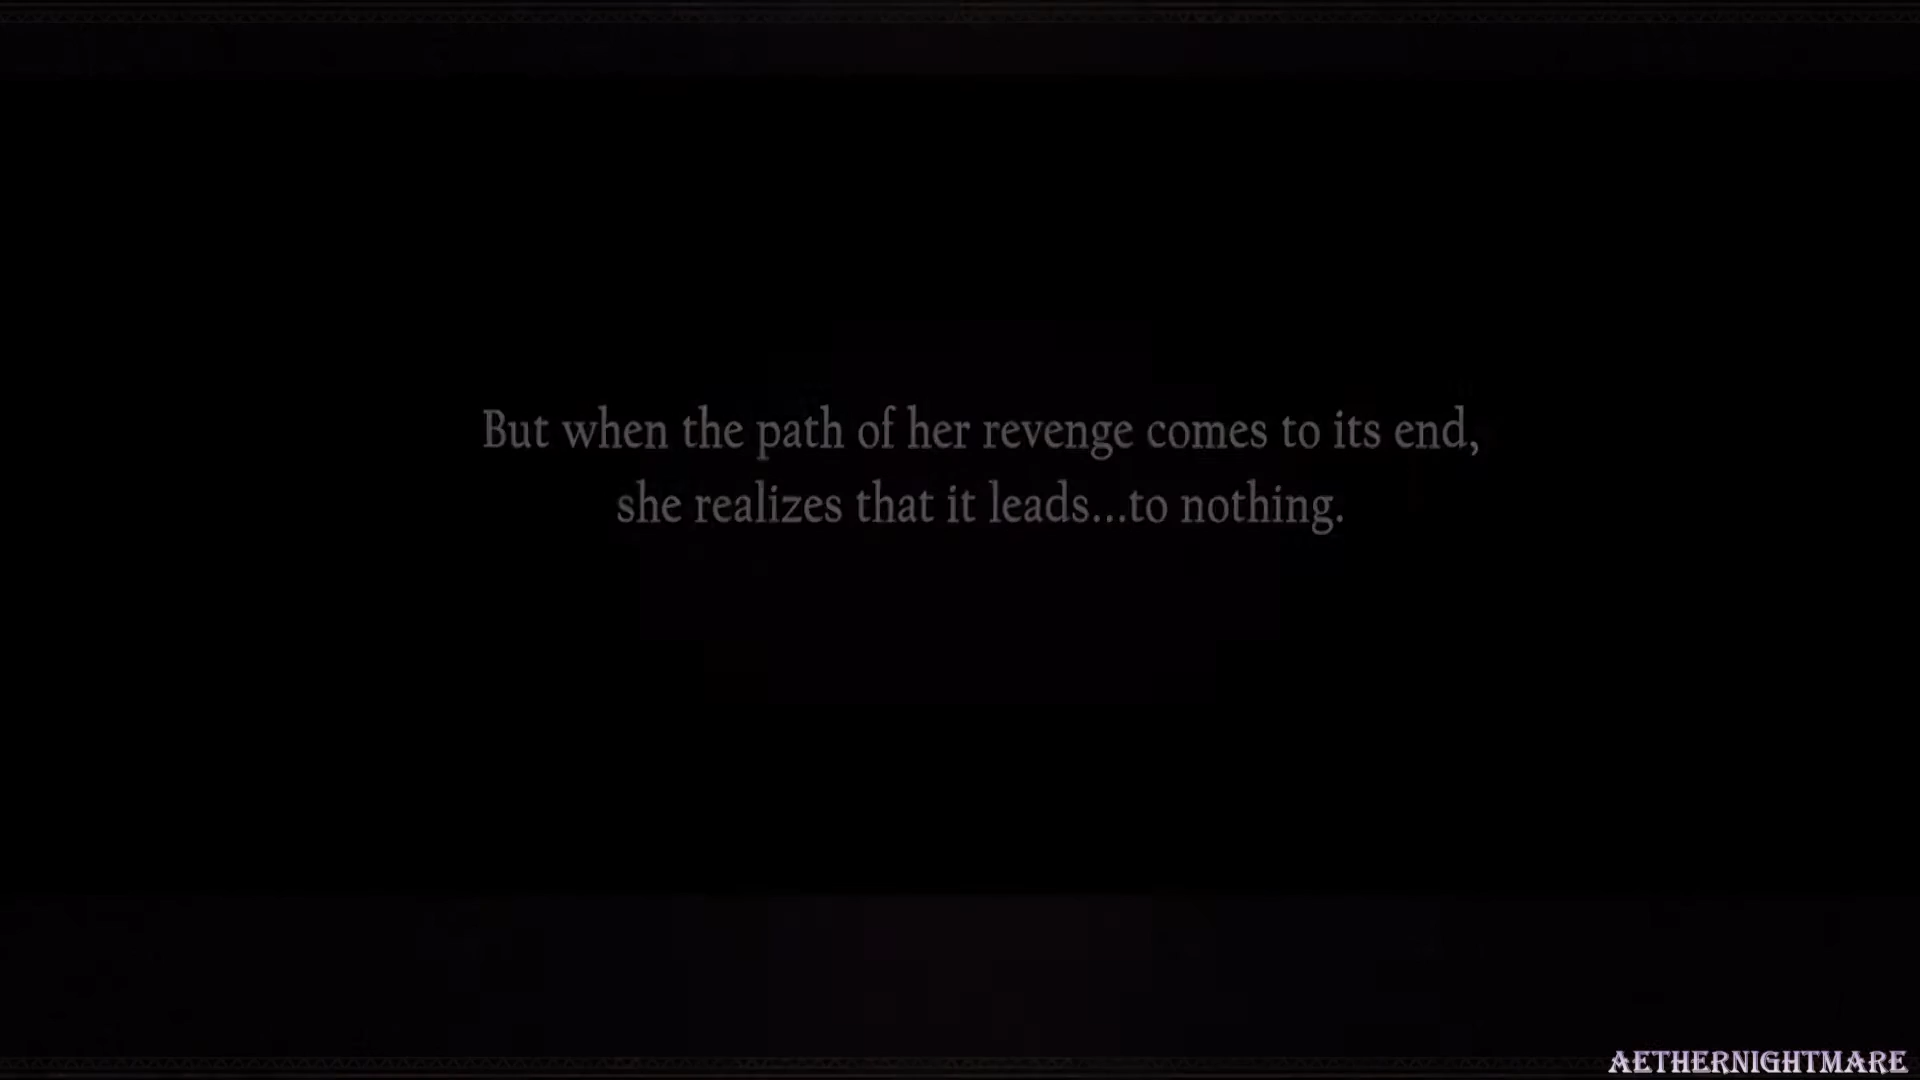 But when the path of her revenge comes to its end,
she realizes that it leads...to nothing.
AETHERNIGHTMARE